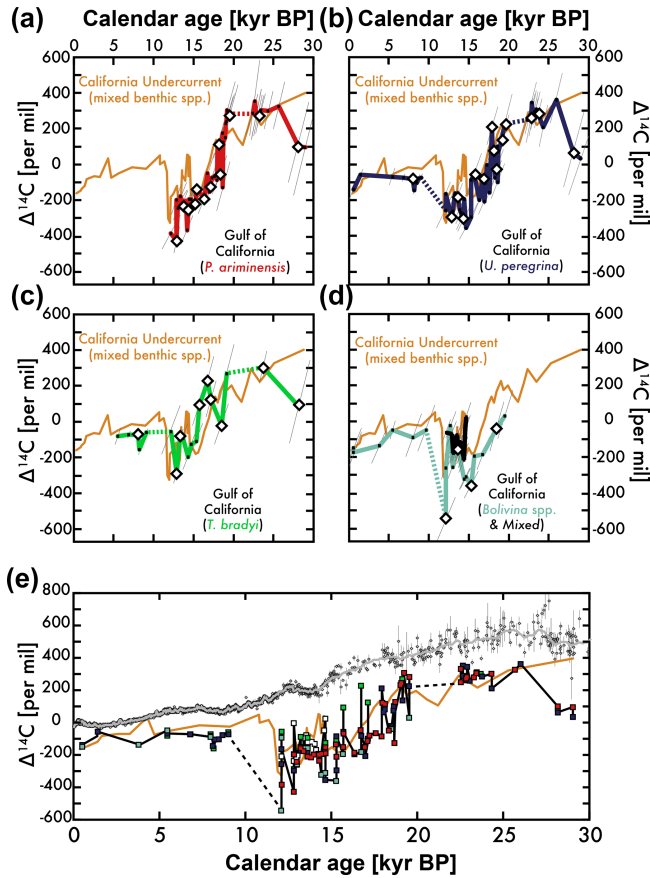 (a) Calendar age [kyr BP] (b) Calendar age [kyr BP]
0 5 10 15 20 25 30 0 5 10 15 20 25 30
600
400
200
0
-200
-400
-600
Δ14C [per mil]
California Undercurrent
(mixed benthic spp.)
Gulf of
California
(P. ariminensis)
California Undercurrent
(mixed benthic spp.)
Gulf of
California
(U. peregrina)
600
400
200
0
-200
-400
-600
Δ14C [per mil]
(c)
600
400
200
0
-200
-400
-600
Δ14C [per mil]
California Undercurrent
(mixed benthic spp.)
Gulf of
California
(T. bradyi)
(d)
California Undercurrent
(mixed benthic spp.)
Gulf of
California
(Bolivina spp.
& Mixed)
600
400
200
0
-200
-400
-600
Δ14C [per mil]
(e)
800
600
400
200
0
-200
-400
-600
Δ14C [per mil]
0 5 10 15 20 25 30
Calendar age [kyr BP]